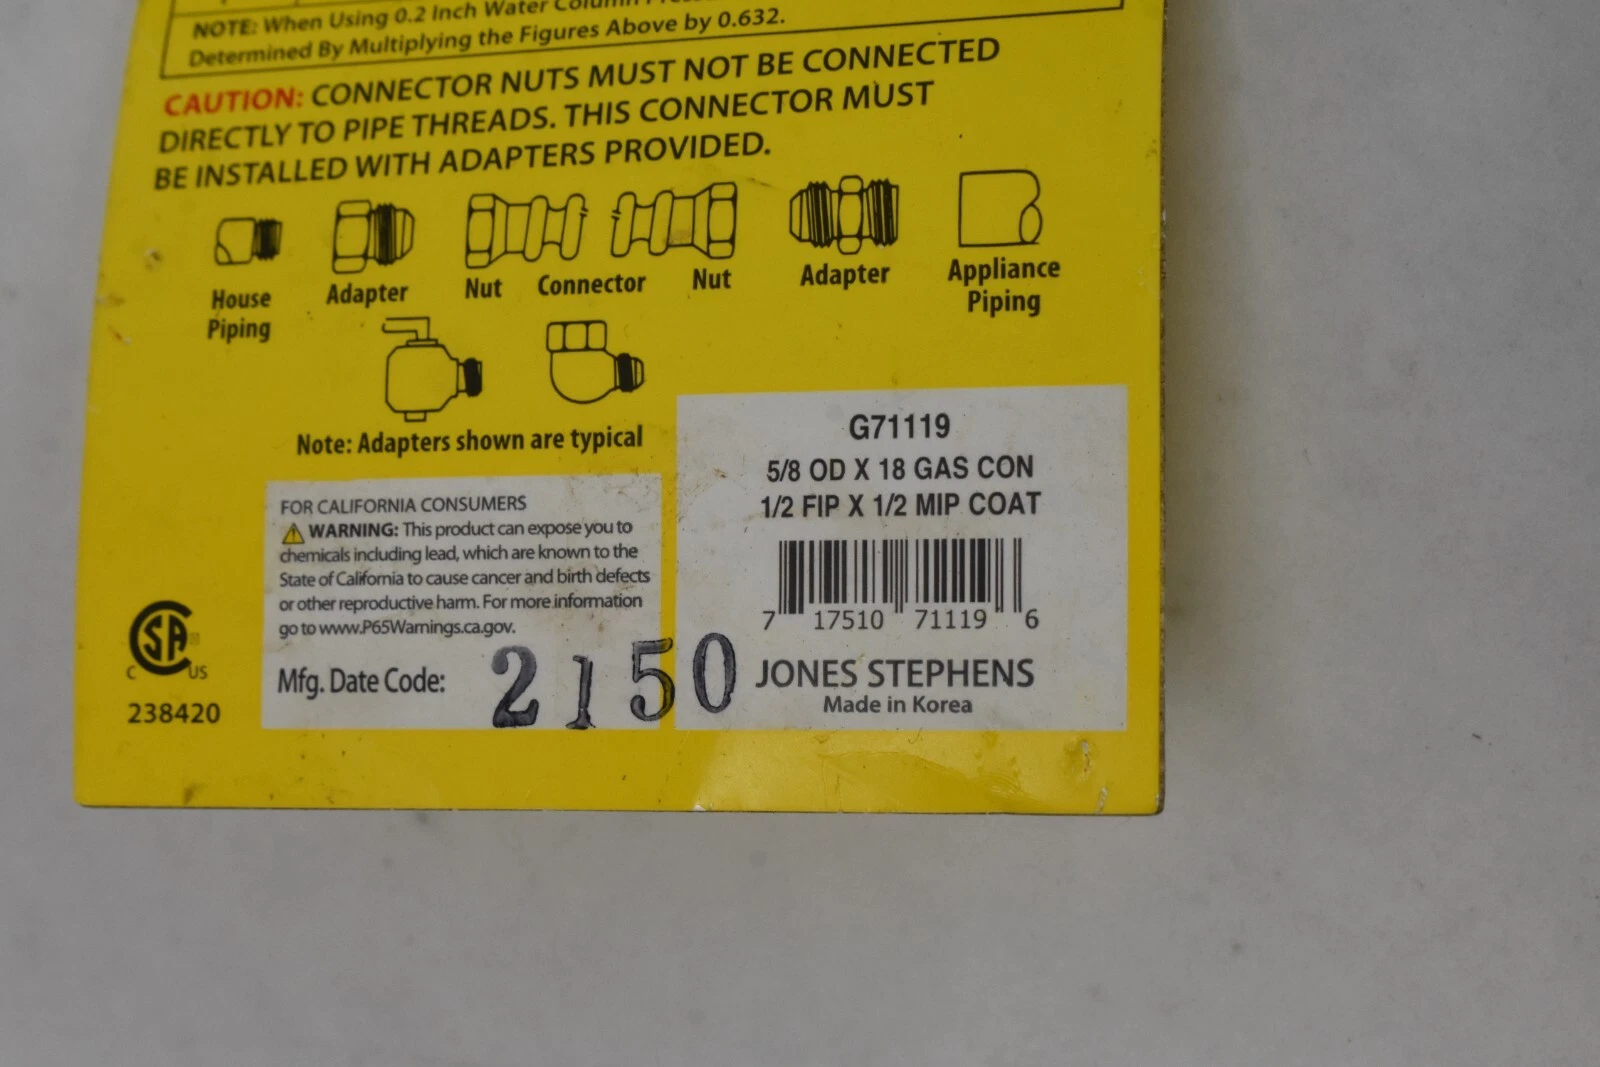 NOTE: When Using 0.2 Inch Water Column
Determined By Multiplying the Figures Above by 0.632.
CAUTION: CONNECTOR NUTS MUST NOT BE CONNECTED
DIRECTLY TO PIPE THREADS. THIS CONNECTOR MUST
BE INSTALLED WITH ADAPTERS PROVIDED.
House
Piping
Adapter
Nut
Connector
Nut
Adapter
Appliance
Piping
Note: Adapters shown are typical
FOR CALIFORNIA CONSUMERS
WARNING: This product can expose you to
chemicals including lead, which are known to the
State of California to cause cancer and birth defects
or other reproductive harm. For more information
go to www.P65Warnings.ca.gov.
Mfg. Date Code: 2150
CSA
C US
238420
G71119
5/8 OD X 18 GAS CON
1/2 FIP X 1/2 MIP COAT
7 17510 71119 6
JONES STEPHENS
Made in Korea